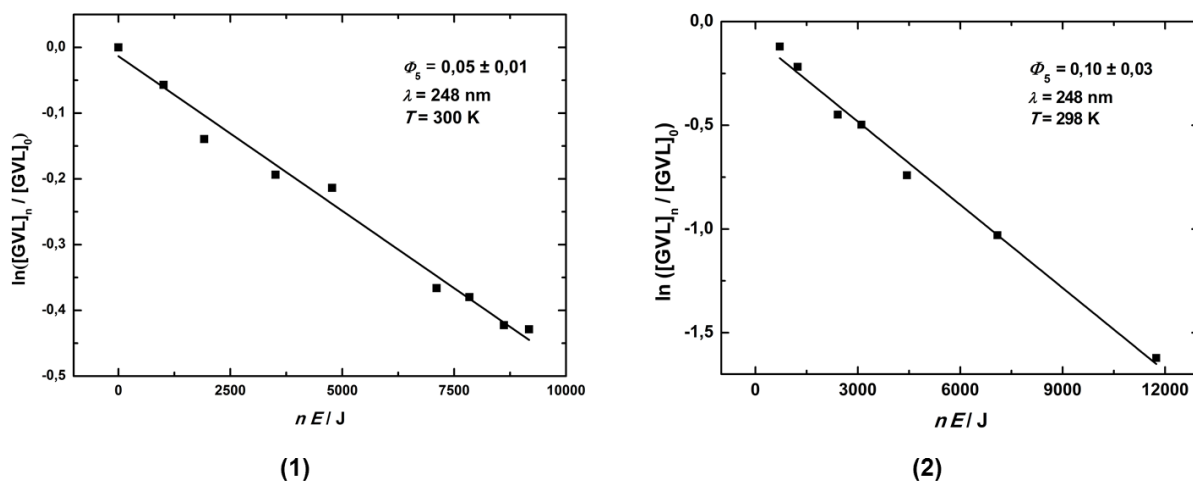 0,0
-0,1
-0,2
-0,3
-0,4
-0,5
ln([GVL]n / [GVL]0)
Φ5 = 0,05 ± 0,01
λ = 248 nm
T = 300 K
0 2500 5000 7500 10000
n E / J
(1)
0,0
-0,5
-1,0
-1,5
ln ([GVL]n / [GVL]0)
Φ5 = 0,10 ± 0,03
λ = 248 nm
T = 298 K
0 3000 6000 9000 12000
n E / J
(2)